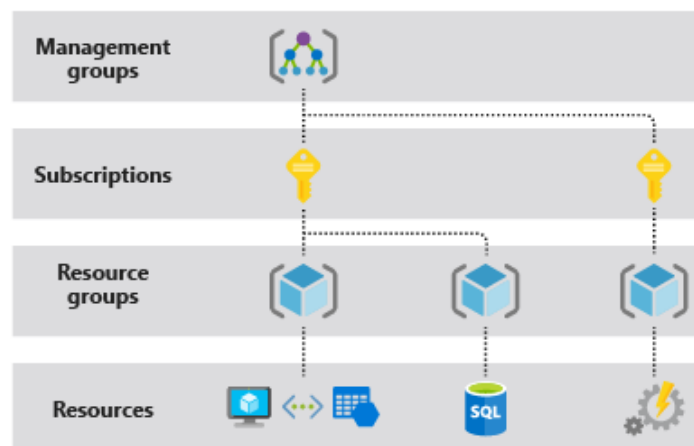 Management
groups
Subscriptions
Resource
groups
Resources
SQL